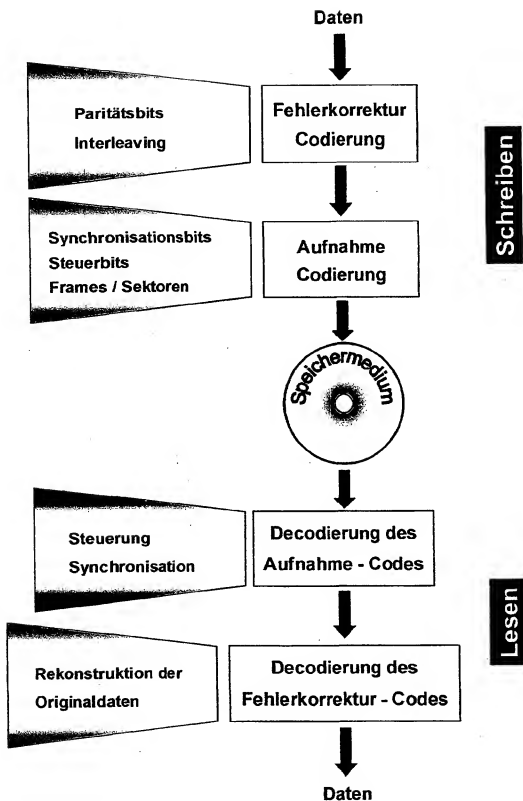 Daten
Paritätsbits
Interleaving
Fehlerkorrektur
Codierung
Schreiben
Synchronisationsbits
Steuerbits
Frames / Sektoren
Aufnahme
Codierung
Speichermedium
Steuerung
Synchronisation
Decodierung des
Aufnahme - Codes
Lesen
Rekonstruktion der
Originaldaten
Decodierung des
Fehlerkorrektur - Codes
Daten